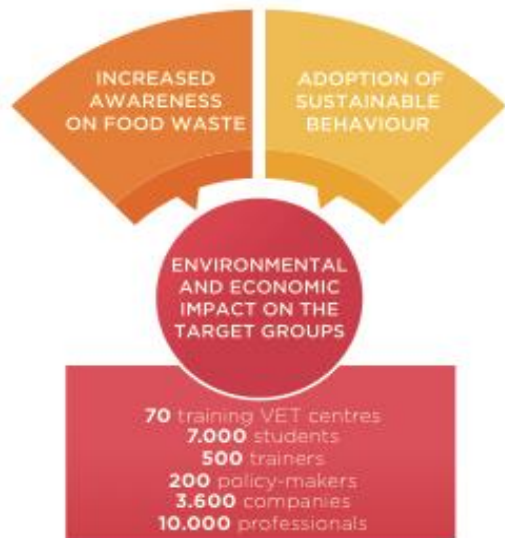 INCREASED
AWARENESS
ON FOOD WASTE
ADOPTION OF
SUSTAINABLE
BEHAVIOUR
ENVIRONMENTAL
AND ECONOMIC
IMPACT ON THE
TARGET GROUPS
70 training VET centres
7.000 students
500 trainers
200 policy-makers
3.600 companies
10.000 professionals